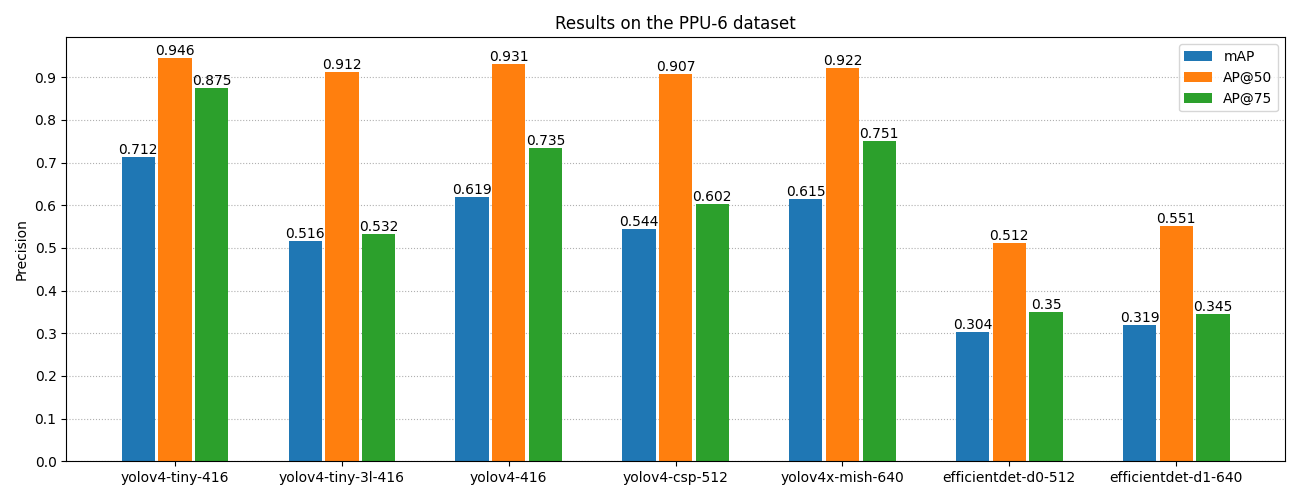 Results on the PPU-6 dataset
mAP
AP@50
AP@75
Precision
0.9
0.8
0.7
0.6
0.5
0.4
0.3
0.2
0.1
0.0
0.712 0.946 0.875
0.516 0.912 0.532
0.619 0.931 0.735
0.544 0.907 0.602
0.615 0.922 0.751
0.304 0.512 0.35
0.319 0.551 0.345
yolov4-tiny-416 yolov4-tiny-3l-416 yolov4-416 yolov4-csp-512 yolov4x-mish-640 efficientdet-d0-512 efficientdet-d1-640